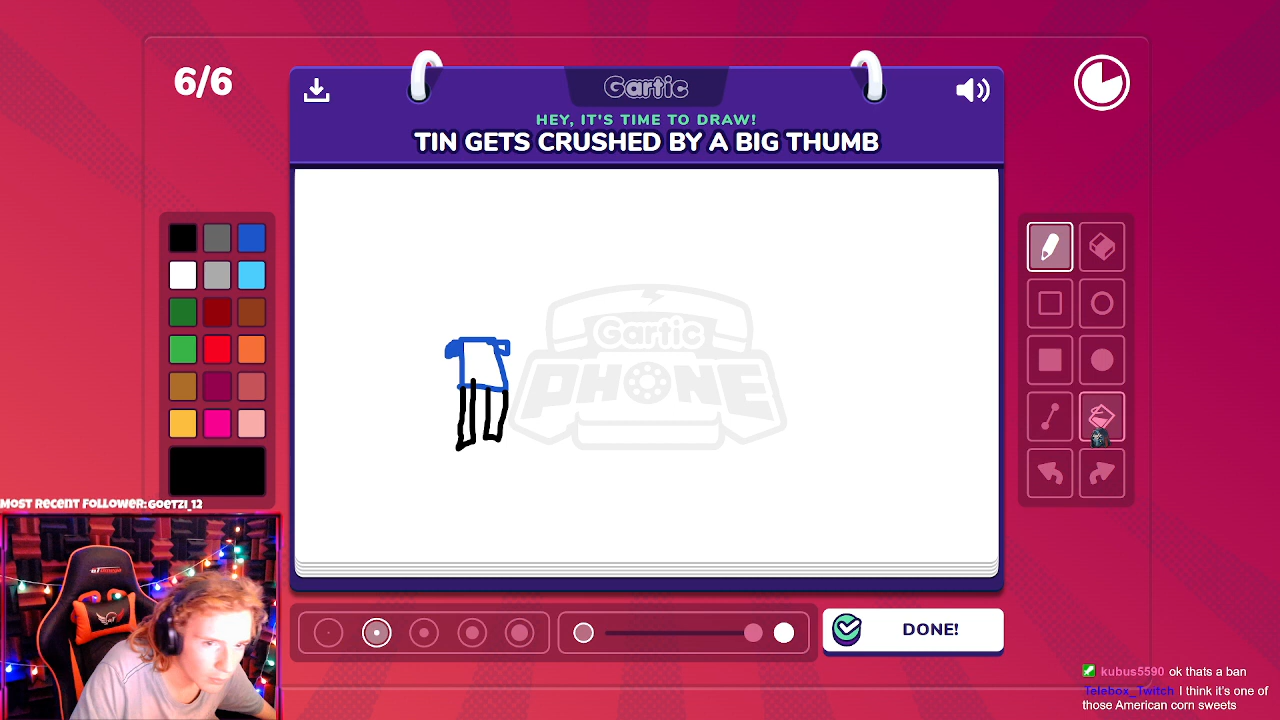 6/6
Gartic
HEY, IT'S TIME TO DRAW!
TIN GETS CRUSHED BY A BIG THUMB
Gartic
PHONE
MOST RECENT FOLLOWER:GOETZI_12
DONE!
kubus5590 ok thats a ban
Telebox_Twitch I think it's one of
those American corn sweets